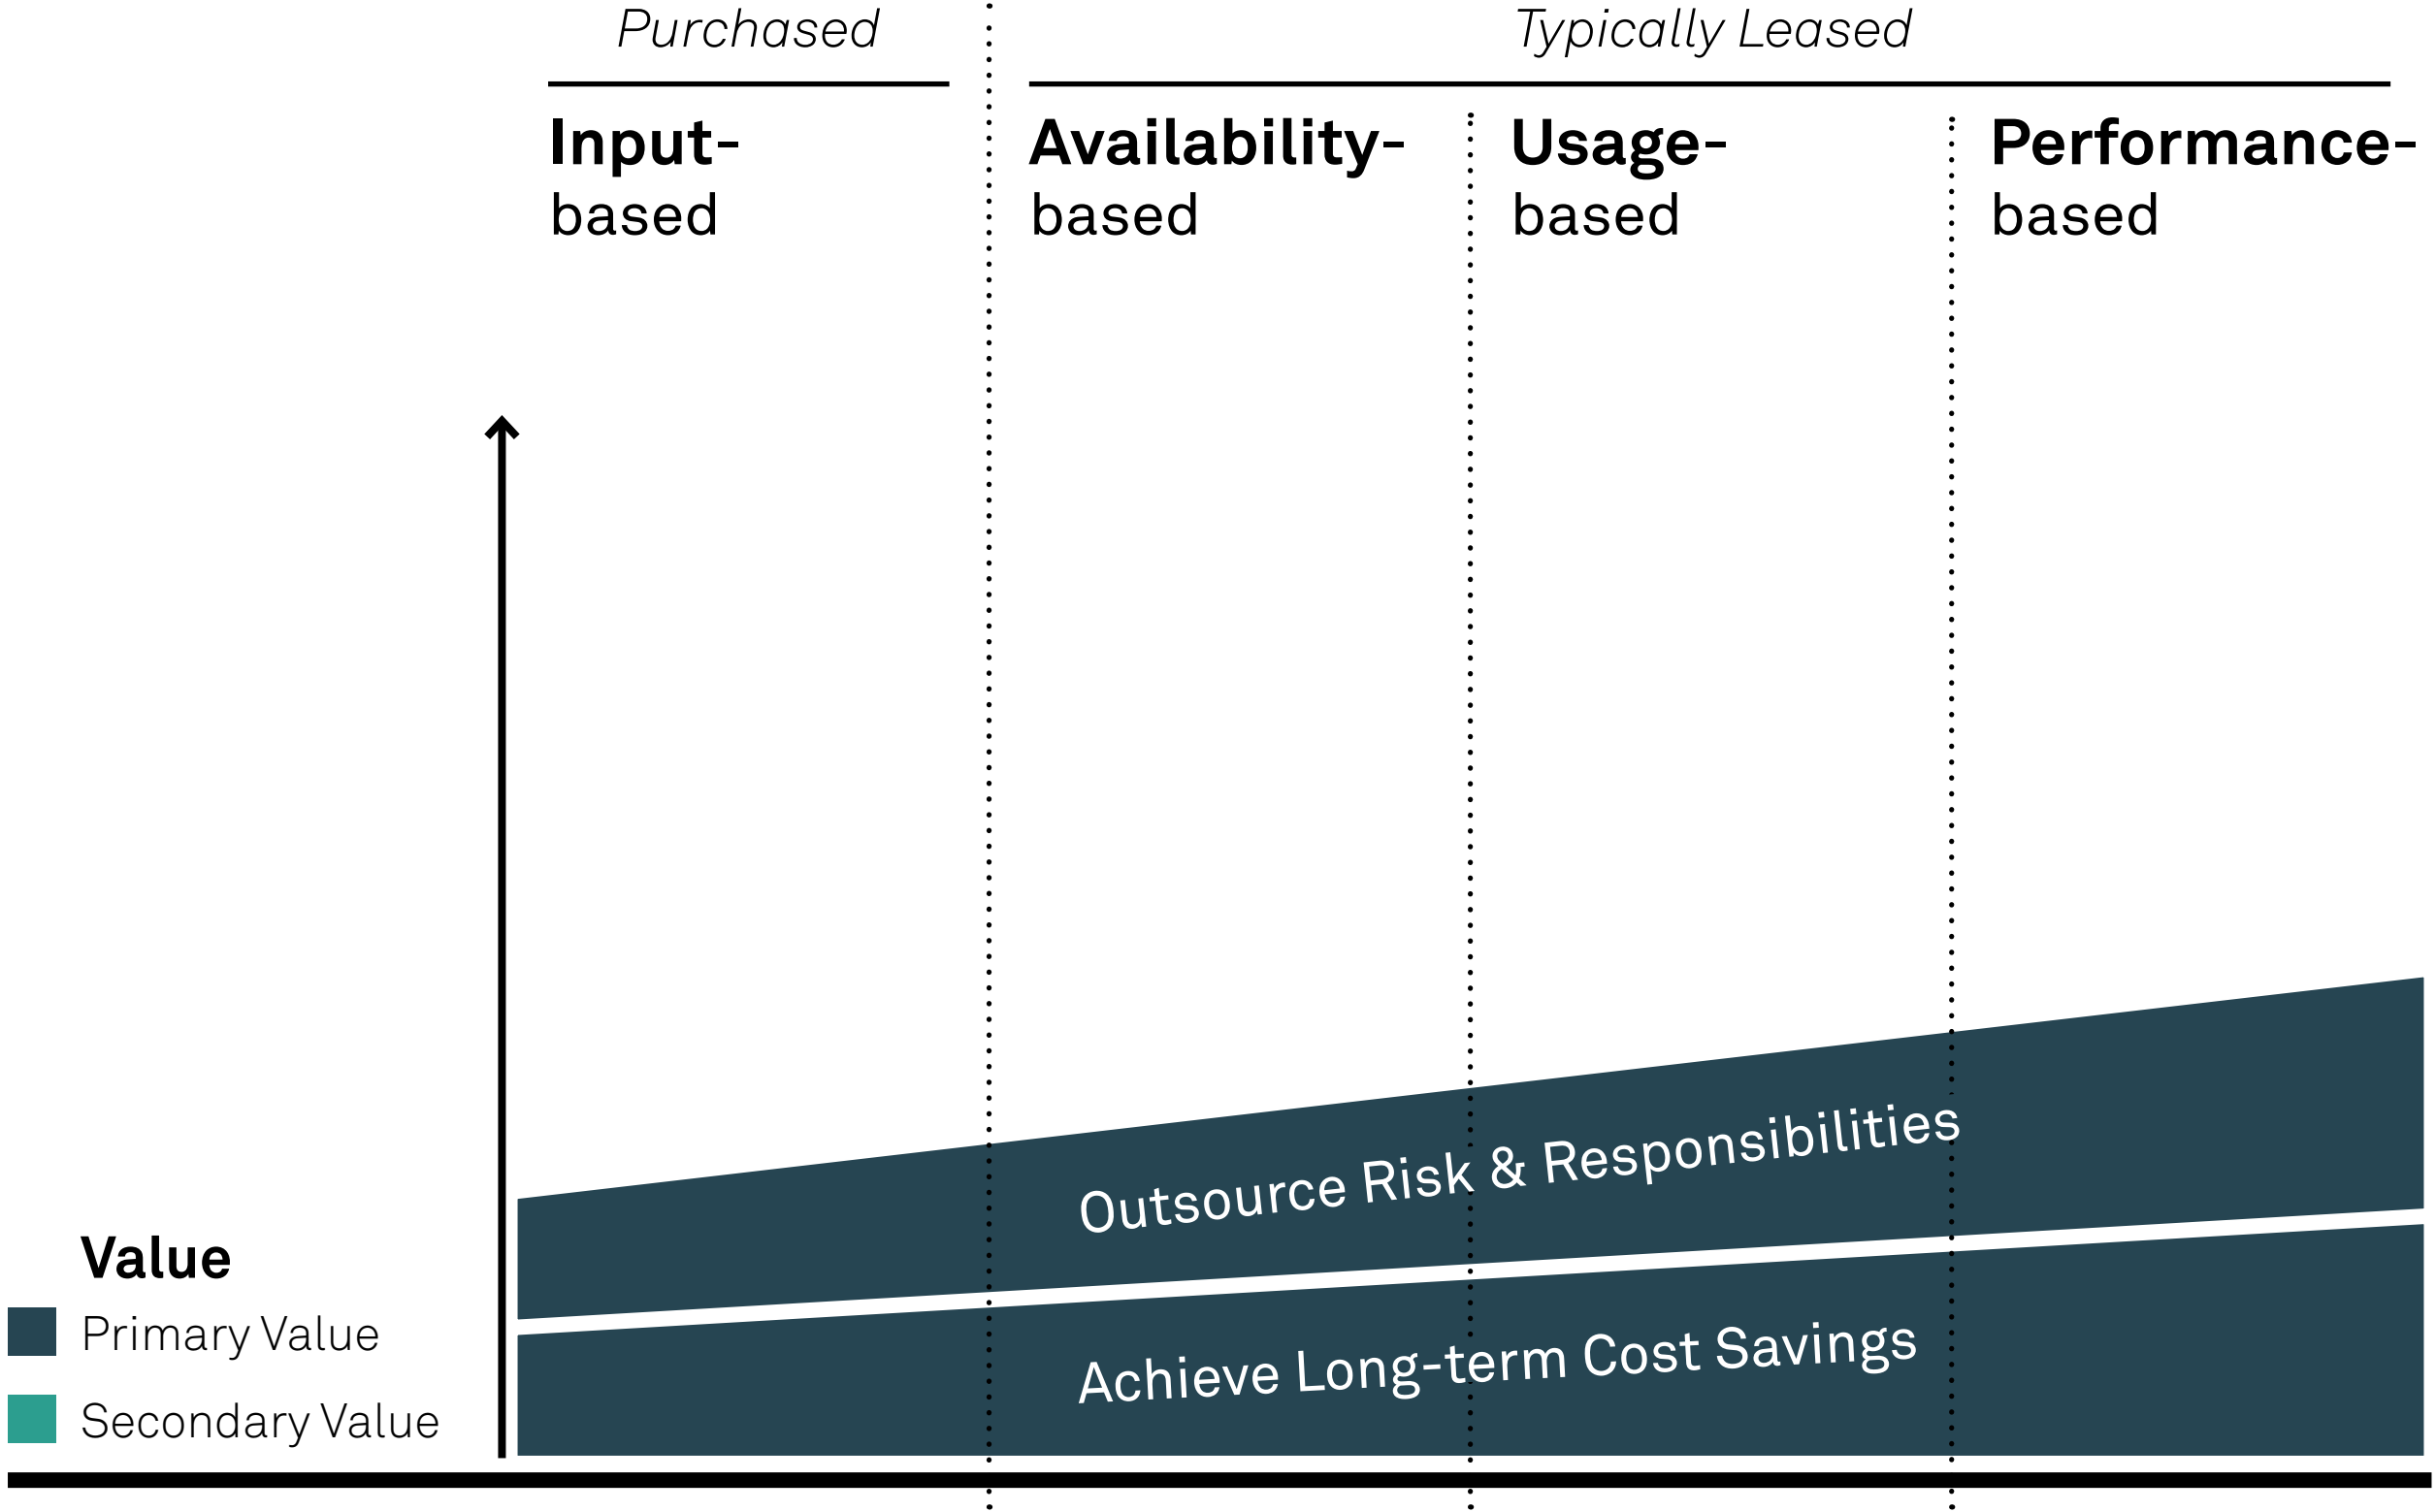 Purchased
Typically Leased
Input-
based
Availability-
based
Usage-
based
Performance-
based
Outsource Risk & Responsibilities
Achieve Long-term Cost Savings
Value
Primary Value
Secondary Value